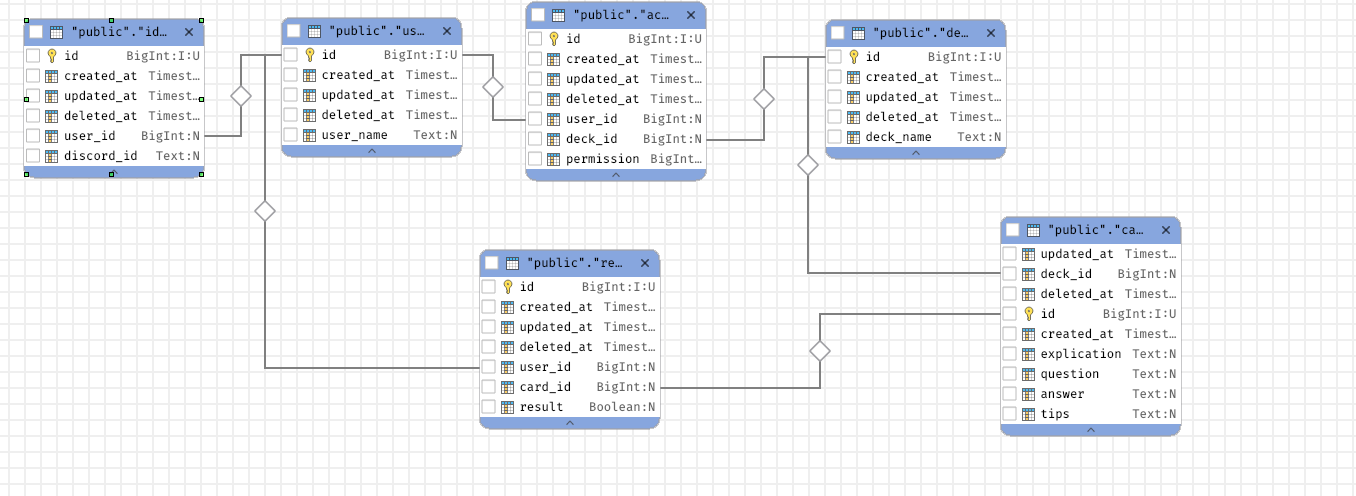 "public"."id…
id BigInt:I:U
created_at Timest…
updated_at Timest…
deleted_at Timest…
user_id BigInt:N
discord_id Text:N
"public"."us…
id BigInt:I:U
created_at Timest…
updated_at Timest…
deleted_at Timest…
user_name Text:N
"public"."ac…
id BigInt:I:U
created_at Timest…
updated_at Timest…
deleted_at Timest…
user_id BigInt:N
deck_id BigInt:N
permission BigInt…
"public"."de…
id BigInt:I:U
created_at Timest…
updated_at Timest…
deleted_at Timest…
deck_name Text:N
"public"."re…
id BigInt:I:U
created_at Timest…
updated_at Timest…
deleted_at Timest…
user_id BigInt:N
card_id BigInt:N
result Boolean:N
"public"."ca…
updated_at Timest…
deck_id BigInt:N
deleted_at Timest…
id BigInt:I:U
created_at Timest…
explication Text:N
question Text:N
answer Text:N
tips Text:N